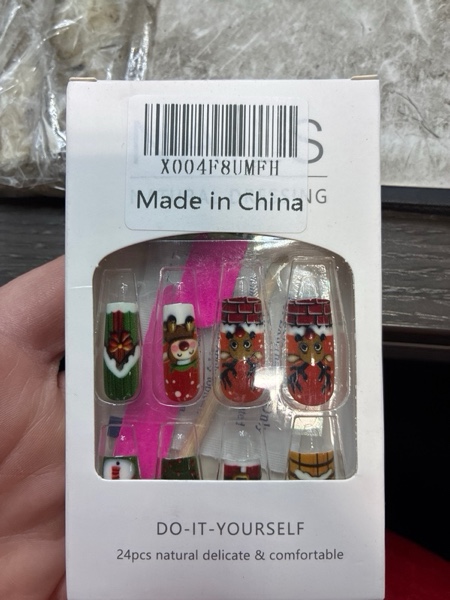 S
X004F8UMFH
Made in China
DO-IT-YOURSELF
24pcs natural delicate & comfortable